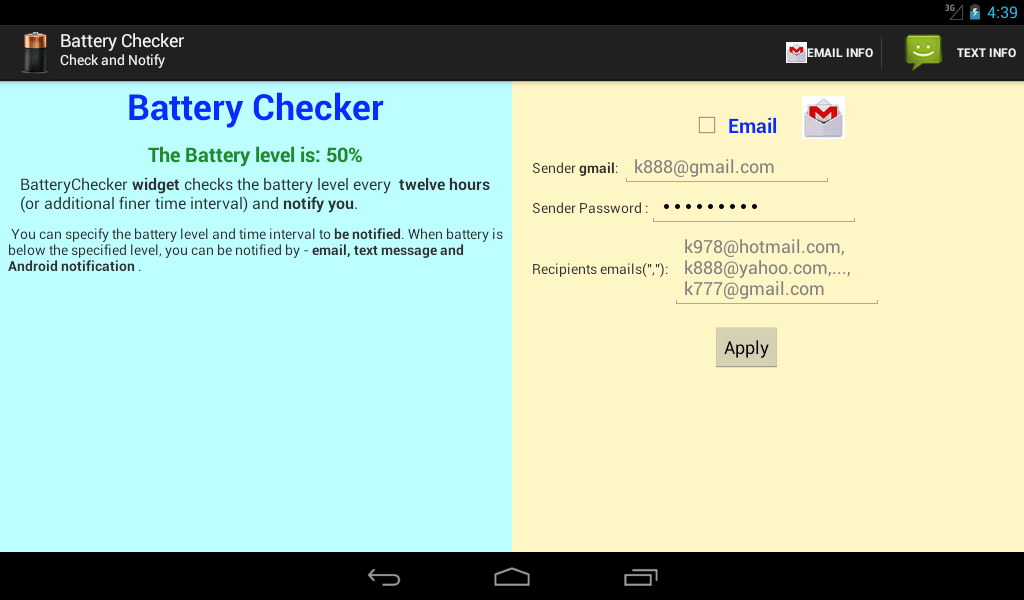 3G 4:39
Battery Checker
Check and Notify
EMAIL INFO
TEXT INFO
Battery Checker
The Battery level is: 50%
BatteryChecker widget checks the battery level every twelve hours
(or additional finer time interval) and notify you.
You can specify the battery level and time interval to be notified. When battery is
below the specified level, you can be notified by - email, text message and
Android notification .
Email
Sender gmail: k888@gmail.com
Sender Password : •••••••••
Recipients emails(","): k978@hotmail.com,
k888@yahoo.com,...,
k777@gmail.com
Apply